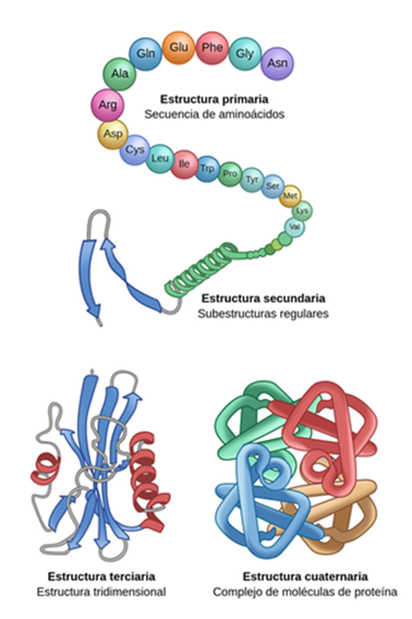 Gln
Glu
Phe
Gly
Asn
Ala
Arg
Asp
Cys
Leu
Ile
Trp
Pro
Tyr
Ser
Met
Lys
Val
Estructura primaria
Secuencia de aminoácidos
Estructura secundaria
Subestructuras regulares
Estructura terciaria
Estructura tridimensional
Estructura cuaternaria
Complejo de moléculas de proteína